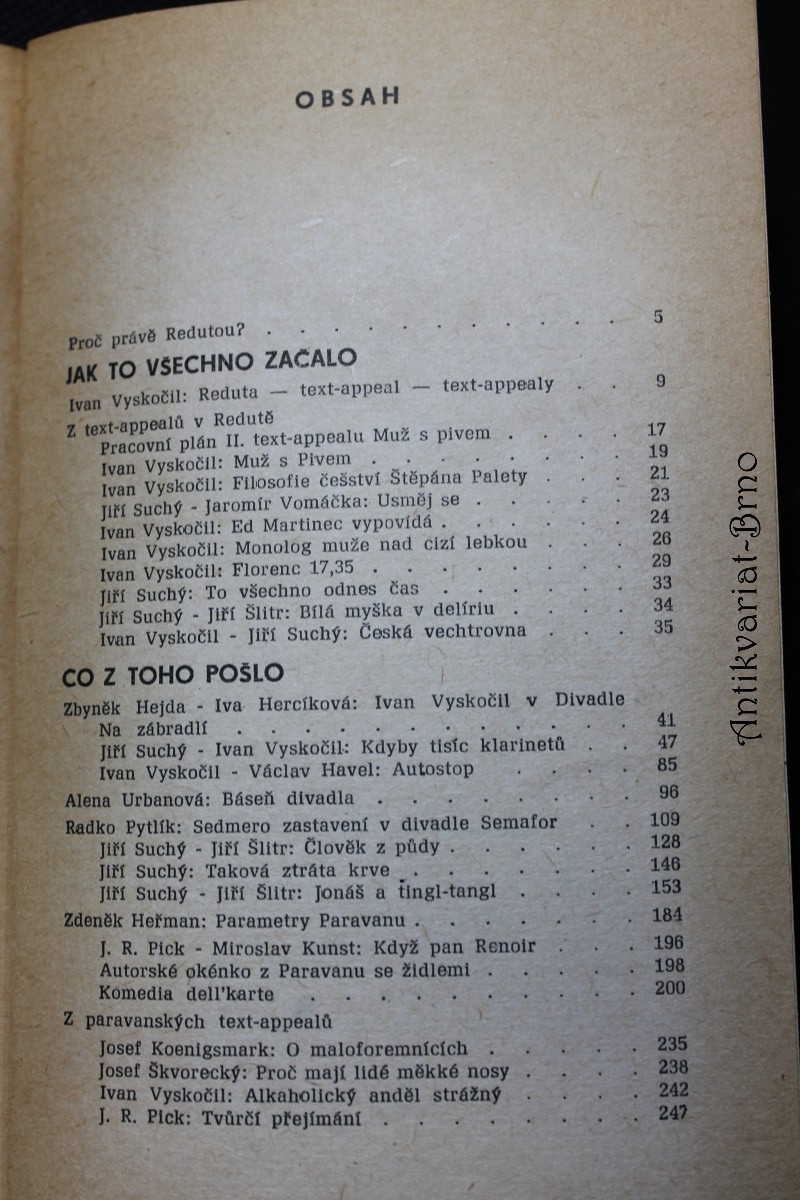 OBSAH
Proč právě Redutou? . . . . . . . . . . . 5
JAK TO VŠECHNO ZAČALO
Ivan Vyskočil: Reduta — text-appeal — text-appealy . . 9
Z text-appealů v Redutě
Pracovní plán II. text-appealu Muž s pivem . . . . 17
Ivan Vyskočil: Muž s Pivem . . . . . . . . 19
Ivan Vyskočil: Filosofie češství Štěpána Palety . . . 21
Jiří Suchý - Jaromír Vomáčka: Usměj se . . . . . 23
Ivan Vyskočil: Ed Martinec vypovídá . . . . . . 24
Ivan Vyskočil: Monolog muže nad cizí lebkou . . . 26
Ivan Vyskočil: Florenc 17,35 . . . . . . . . 29
Jiří Suchý: To všechno odnes čas . . . . . . 33
Jiří Suchý - Jiří Šlitr: Bílá myška v delíriu . . . . 34
Ivan Vyskočil - Jiří Suchý: Česká vechtrovna . . . 35
CO Z TOHO POŠLO
Zbyněk Hejda - Iva Hercíková: Ivan Vyskočil v Divadle
Na zábradlí . . . . . . . . . . . 41
Jiří Suchý - Ivan Vyskočil: Kdyby tisíc klarinetů . . 47
Ivan Vyskočil - Václav Havel: Autostop . . . . 85
Alena Urbanová: Báseň divadla . . . . . . . 96
Radko Pytlík: Sedmero zastavení v divadle Semafor . . 109
Jiří Suchý - Jiří Šlitr: Člověk z půdy . . . . . . 128
Jiří Suchý: Taková ztráta krve . . . . . . . 146
Jiří Suchý - Jiří Šlitr: Jonáš a tingl-tangl . . . . 153
Zdeněk Heřman: Parametry Paravanu . . . . . . . 184
J. R. Pick - Miroslav Kunst: Když pan Renoir . . . 196
Autorské okénko z Paravanu se židlemi . . . . . 198
Komedia dell'karte . . . . . . . . . . 200
Z paravanských text-appealů
Josef Koenigsmark: O maloforemnících . . . . . 235
Josef Škvorecký: Proč mají lidé měkké nosy . . . . 238
Ivan Vyskočil: Alkaholický anděl strážný . . . . 242
J. R. Pick: Tvůrčí přejímání . . . . . . . . 247
Antikvariat-Brno